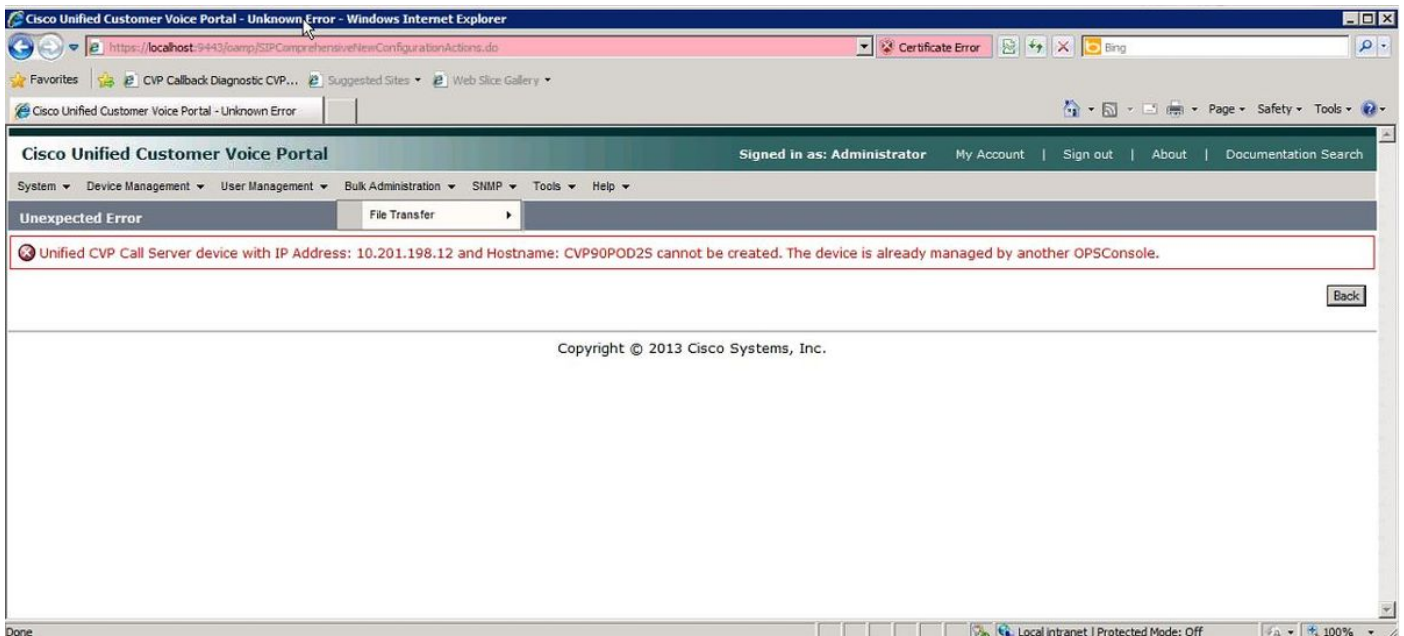 Cisco Unified Customer Voice Portal - Unknown Error - Windows Internet Explorer
https://localhost:9443/oamp/SIPComprehensiveNewConfigurationActions.do Certificate Error Bing
Favorites CVP Callback Diagnostic CVP... Suggested Sites Web Slice Gallery
Cisco Unified Customer Voice Portal - Unknown Error Page Safety Tools
Cisco Unified Customer Voice Portal Signed in as: Administrator My Account | Sign out | About | Documentation Search
System Device Management User Management Bulk Administration SNMP Tools Help
Unexpected Error File Transfer
Unified CVP Call Server device with IP Address: 10.201.198.12 and Hostname: CVP90POD2S cannot be created. The device is already managed by another OPSConsole.
Back
Copyright © 2013 Cisco Systems, Inc.
Done Local intranet | Protected Mode: Off 100%